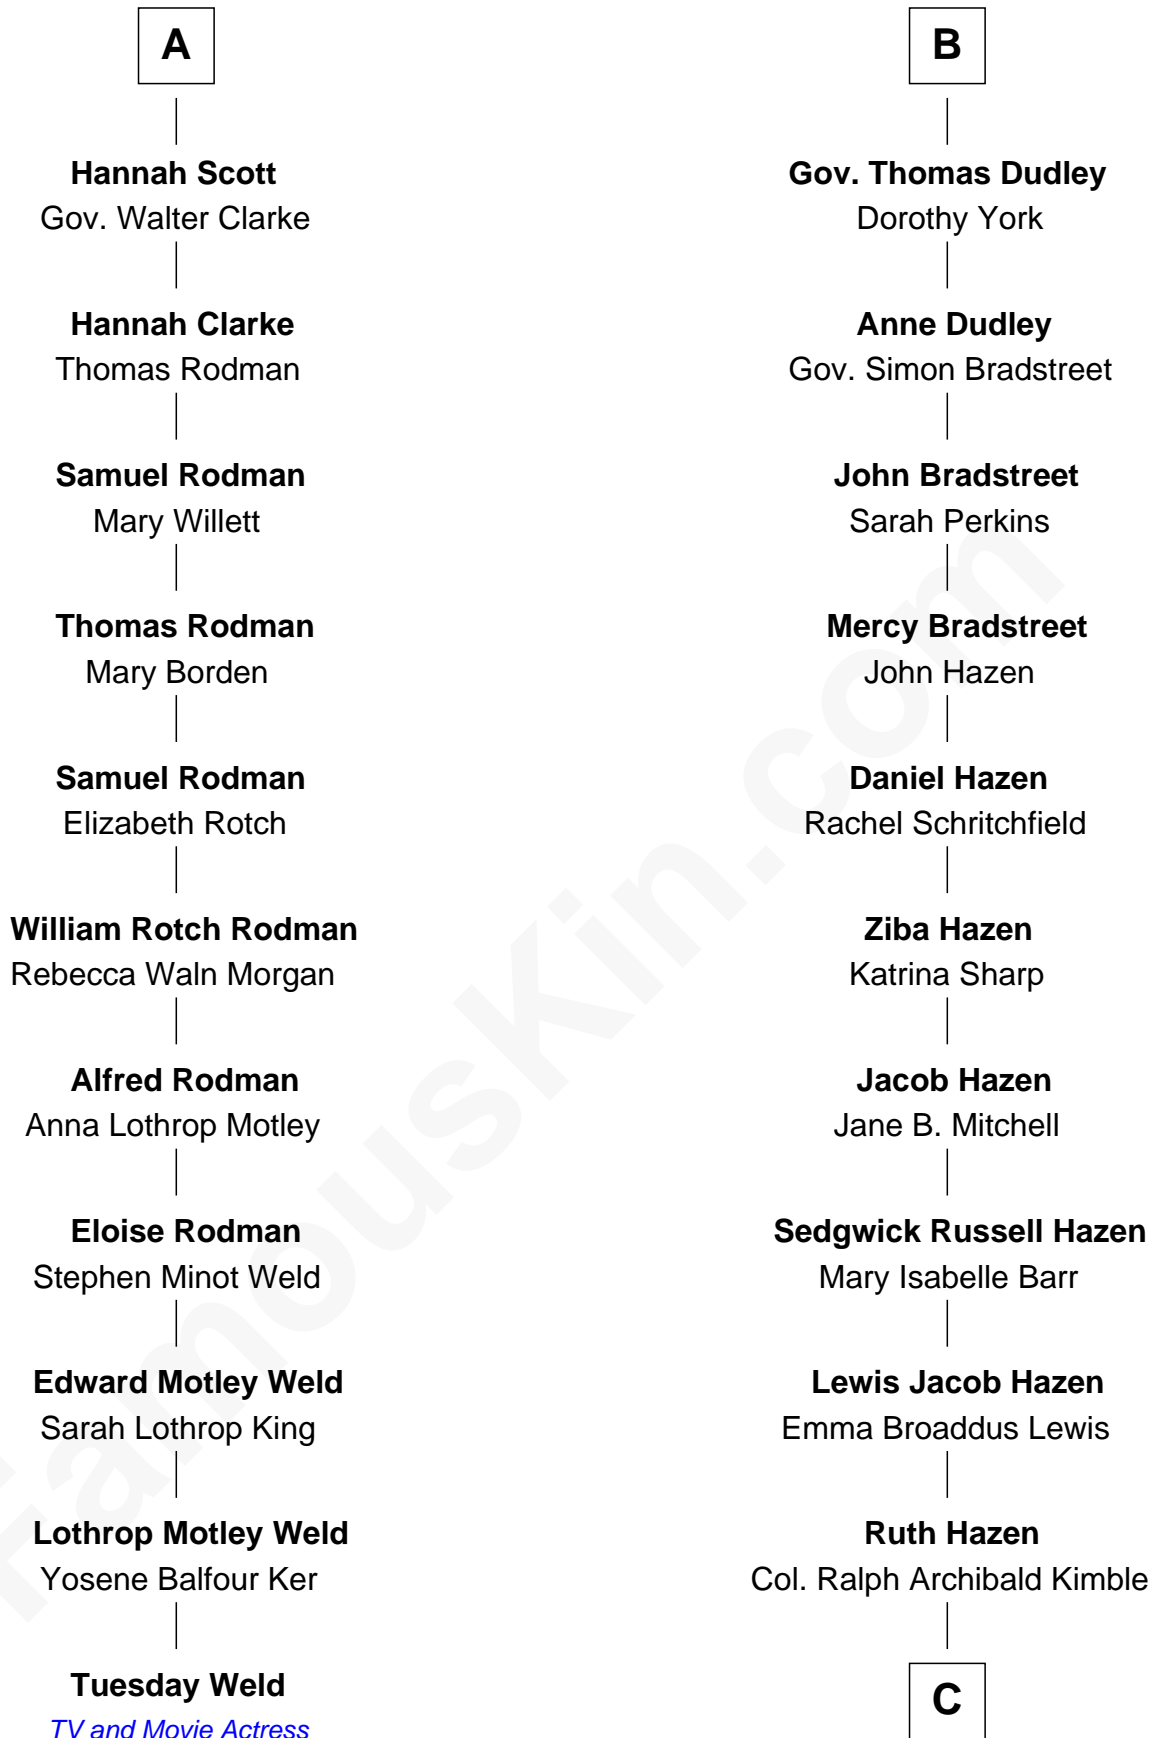 A
Hannah Scott
Gov. Walter Clarke
Hannah Clarke
Thomas Rodman
Samuel Rodman
Mary Willett
Thomas Rodman
Mary Borden
Samuel Rodman
Elizabeth Rotch
William Rotch Rodman
Rebecca Waln Morgan
Alfred Rodman
Anna Lothrop Motley
Eloise Rodman
Stephen Minot Weld
Edward Motley Weld
Sarah Lothrop King
Lothrop Motley Weld
Yosene Balfour Ker
Tuesday Weld
TV and Movie Actress
B
Gov. Thomas Dudley
Dorothy York
Anne Dudley
Gov. Simon Bradstreet
John Bradstreet
Sarah Perkins
Mercy Bradstreet
John Hazen
Daniel Hazen
Rachel Schritchfield
Ziba Hazen
Katrina Sharp
Jacob Hazen
Jane B. Mitchell
Sedgwick Russell Hazen
Mary Isabelle Barr
Lewis Jacob Hazen
Emma Broaddus Lewis
Ruth Hazen
Col. Ralph Archibald Kimble
C
FamousKin.com